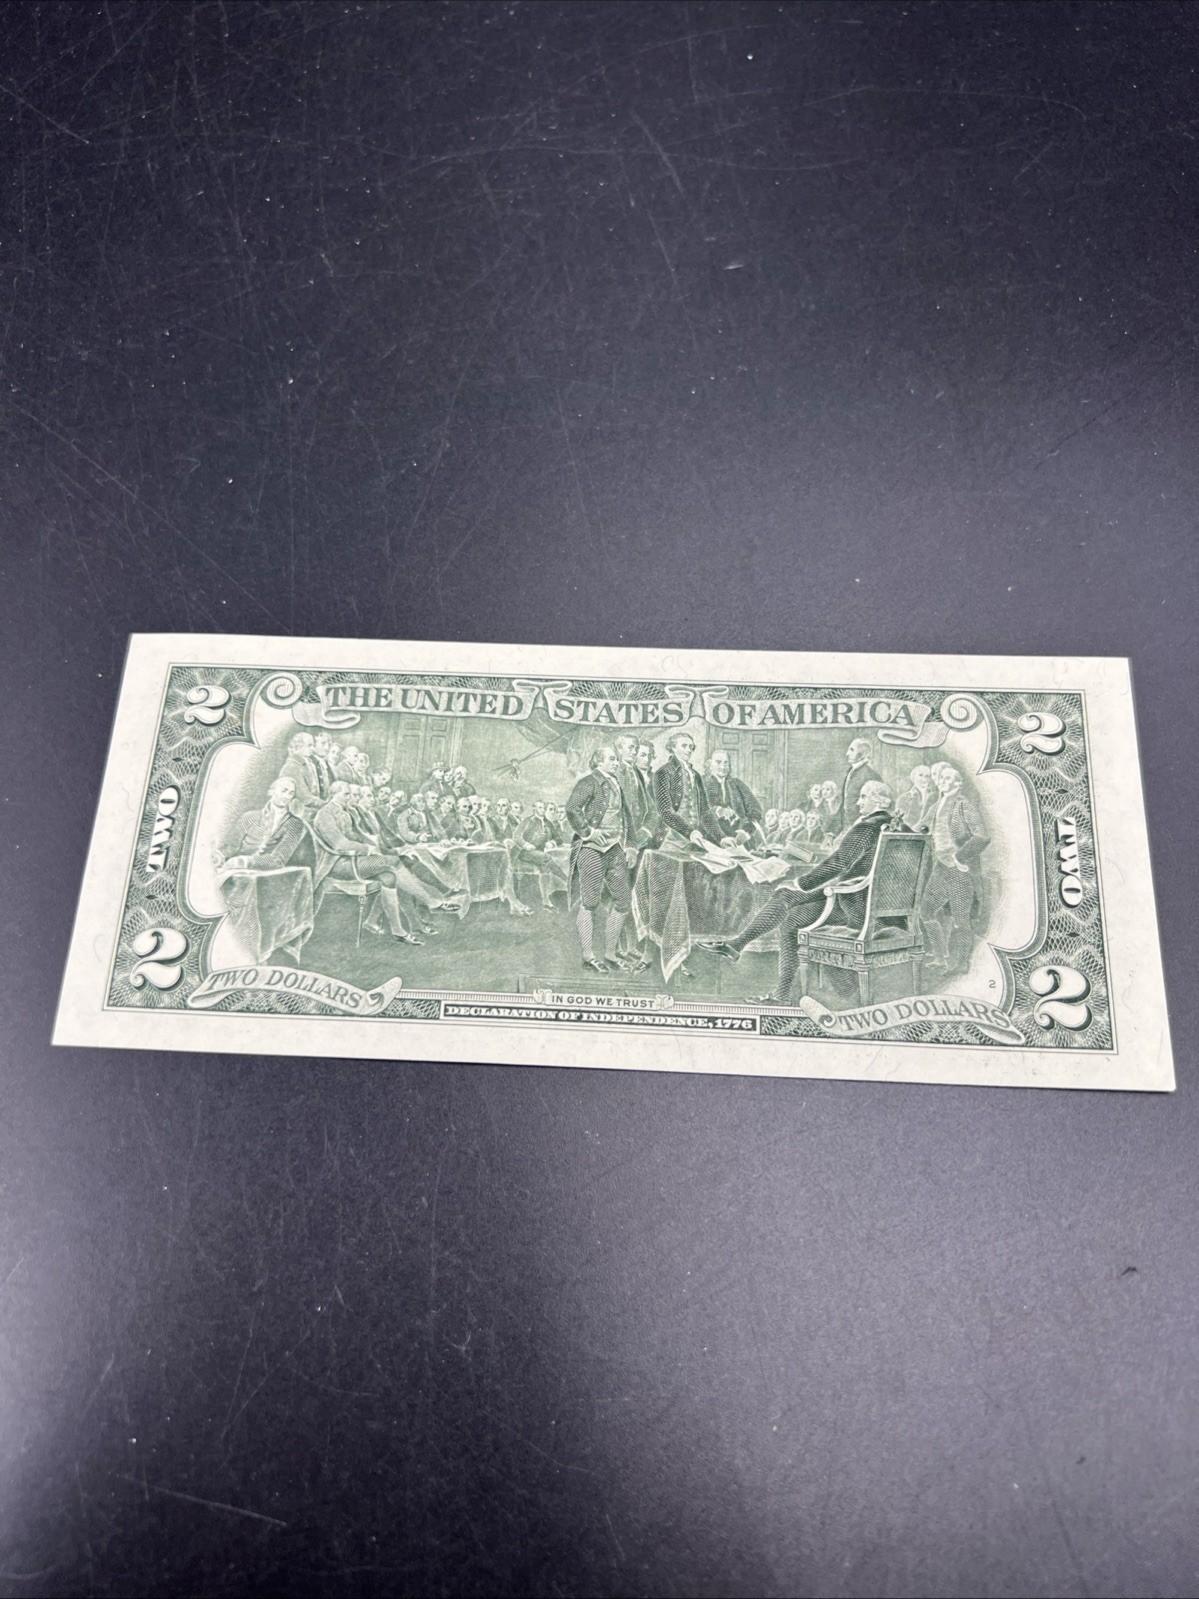 2 THE UNITED STATES OF AMERICA 2
TWO
TWO
2 TWO DOLLARS
IN GOD WE TRUST
DECLARATION OF INDEPENDENCE, 1776
2
TWO DOLLARS 2